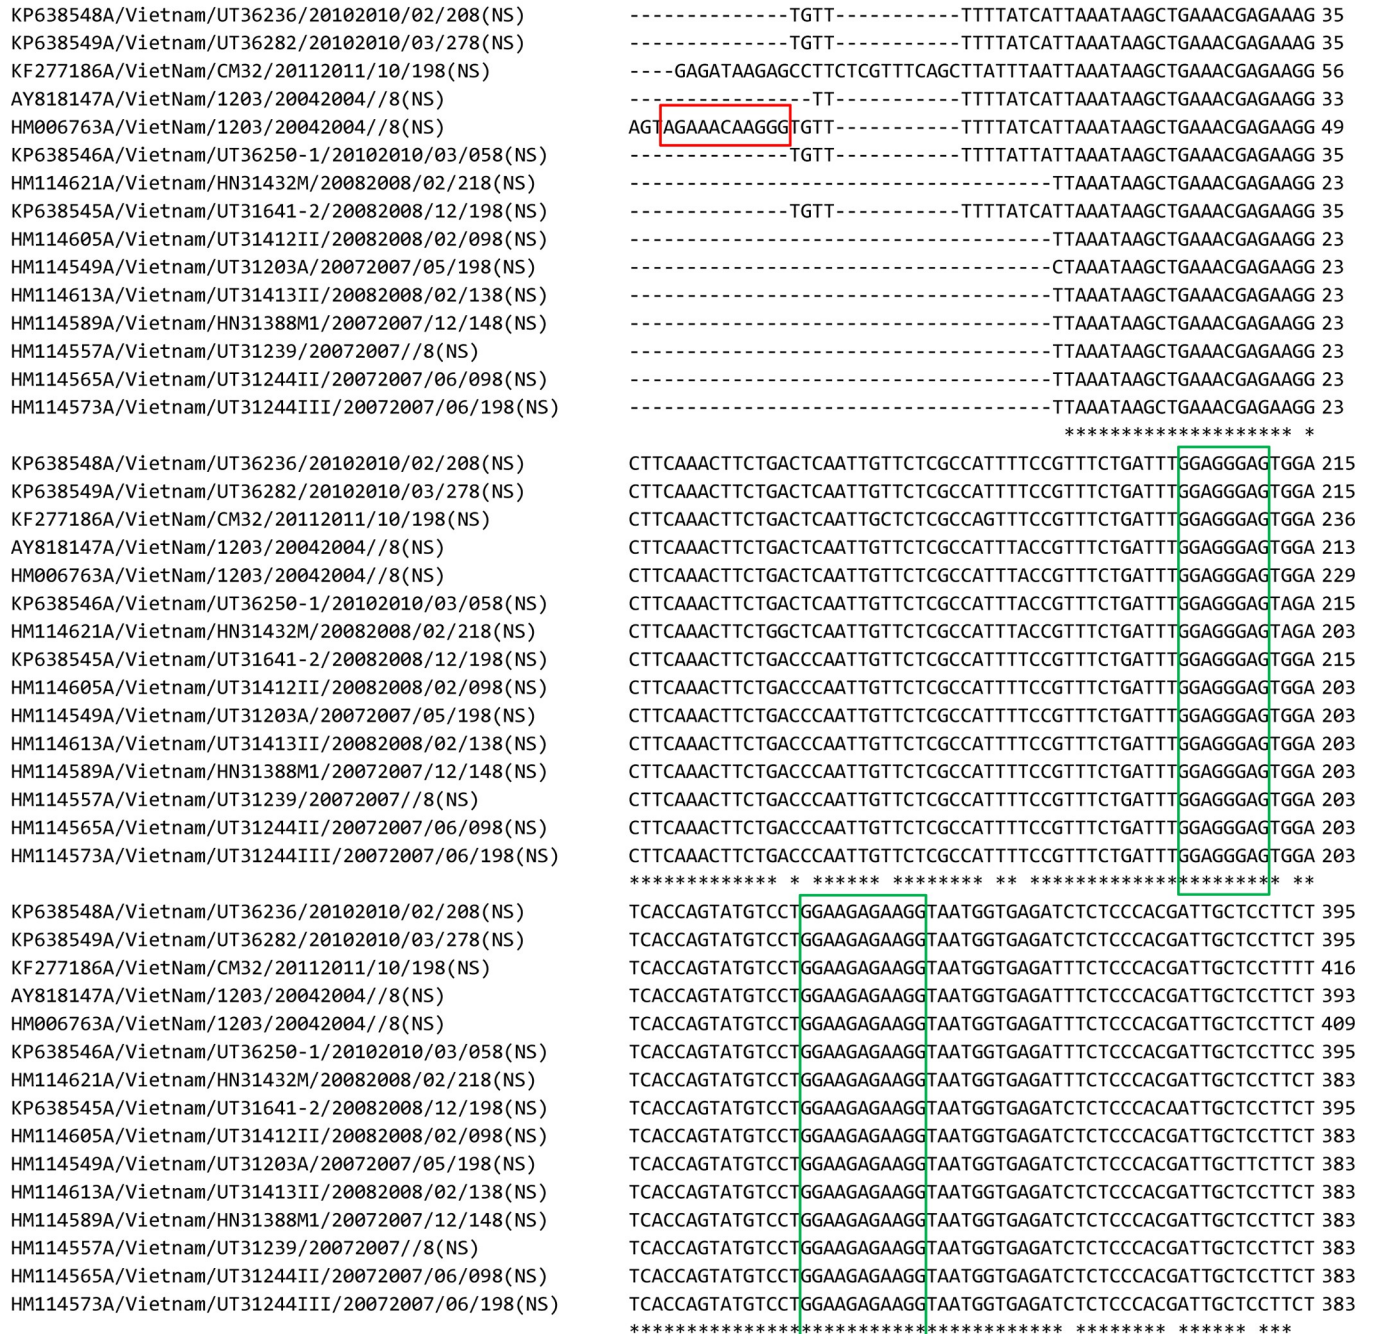 KP638548A/Vietnam/UT36236/20102010/02/208(NS) --------------TGTT-----------TTTTATCATTAAATAAGCTGAAACGAGAAAG 35
KP638549A/Vietnam/UT36282/20102010/03/278(NS) --------------TGTT-----------TTTTATCATTAAATAAGCTGAAACGAGAAAG 35
KF277186A/VietNam/CM32/20112011/10/198(NS) ----GAGATAAGAGCCTTCTCGTTTCAGCTTATTTAATTAAATAAGCTGAAACGAGAAGG 56
AY818147A/VietNam/1203/20042004//8(NS) ----------------TT-----------TTTTATCATTAAATAAGCTGAAACGAGAAGG 33
HM006763A/VietNam/1203/20042004//8(NS) AGTAGAAACAAGGGTGTT-----------TTTTATCATTAAATAAGCTGAAACGAGAAGG 49
KP638546A/Vietnam/UT36250-1/20102010/03/058(NS) --------------TGTT-----------TTTTATTATTAAATAAGCTGAAACGAGAAGG 35
HM114621A/Vietnam/HN31432M/20082008/02/218(NS) -------------------------------------TTAAATAAGCTGAAACGAGAAGG 23
KP638545A/Vietnam/UT31641-2/20082008/12/198(NS) --------------TGTT-----------TTTTATCATTAAATAAGCTGAAACGAGAAGG 35
HM114605A/Vietnam/UT31412II/20082008/02/098(NS) -------------------------------------TTAAATAAGCTGAAACGAGAAGG 23
HM114549A/Vietnam/UT31203A/20072007/05/198(NS) -------------------------------------CTAAATAAGCTGAAACGAGAAGG 23
HM114613A/Vietnam/UT31413II/20082008/02/138(NS) -------------------------------------TTAAATAAGCTGAAACGAGAAGG 23
HM114589A/Vietnam/HN31388M1/20072007/12/148(NS) -------------------------------------TTAAATAAGCTGAAACGAGAAGG 23
HM114557A/Vietnam/UT31239/20072007//8(NS) -------------------------------------TTAAATAAGCTGAAACGAGAAGG 23
HM114565A/Vietnam/UT31244II/20072007/06/098(NS) -------------------------------------TTAAATAAGCTGAAACGAGAAGG 23
HM114573A/Vietnam/UT31244III/20072007/06/198(NS) -------------------------------------TTAAATAAGCTGAAACGAGAAGG 23
******************** *
KP638548A/Vietnam/UT36236/20102010/02/208(NS) CTTCAAACTTCTGACTCAATTGTTCTCGCCATTTTCCGTTTCTGATTTGGAGGGAGTGGA 215
KP638549A/Vietnam/UT36282/20102010/03/278(NS) CTTCAAACTTCTGACTCAATTGTTCTCGCCATTTTCCGTTTCTGATTTGGAGGGAGTGGA 215
KF277186A/VietNam/CM32/20112011/10/198(NS) CTTCAAACTTCTGACTCAATTGCTCTCGCCAGTTTCCGTTTCTGATTTGGAGGGAGTGGA 236
AY818147A/VietNam/1203/20042004//8(NS) CTTCAAACTTCTGACTCAATTGTTCTCGCCATTTACCGTTTCTGATTTGGAGGGAGTGGA 213
HM006763A/VietNam/1203/20042004//8(NS) CTTCAAACTTCTGACTCAATTGTTCTCGCCATTTACCGTTTCTGATTTGGAGGGAGTGGA 229
KP638546A/Vietnam/UT36250-1/20102010/03/058(NS) CTTCAAACTTCTGACTCAATTGTTCTCGCCATTTACCGTTTCTGATTTGGAGGGAGTAGA 215
HM114621A/Vietnam/HN31432M/20082008/02/218(NS) CTTCAAACTTCTGGCTCAATTGTTCTCGCCATTTACCGTTTCTGATTTGGAGGGAGTAGA 203
KP638545A/Vietnam/UT31641-2/20082008/12/198(NS) CTTCAAACTTCTGACCCAATTGTTCTCGCCATTTTCCGTTTCTGATTTGGAGGGAGTGGA 215
HM114605A/Vietnam/UT31412II/20082008/02/098(NS) CTTCAAACTTCTGACCCAATTGTTCTCGCCATTTTCCGTTTCTGATTTGGAGGGAGTGGA 203
HM114549A/Vietnam/UT31203A/20072007/05/198(NS) CTTCAAACTTCTGACCCAATTGTTCTCGCCATTTTCCGTTTCTGATTTGGAGGGAGTGGA 203
HM114613A/Vietnam/UT31413II/20082008/02/138(NS) CTTCAAACTTCTGACCCAATTGTTCTCGCCATTTTCCGTTTCTGATTTGGAGGGAGTGGA 203
HM114589A/Vietnam/HN31388M1/20072007/12/148(NS) CTTCAAACTTCTGACCCAATTGTTCTCGCCATTTTCCGTTTCTGATTTGGAGGGAGTGGA 203
HM114557A/Vietnam/UT31239/20072007//8(NS) CTTCAAACTTCTGACCCAATTGTTCTCGCCATTTTCCGTTTCTGATTTGGAGGGAGTGGA 203
HM114565A/Vietnam/UT31244II/20072007/06/098(NS) CTTCAAACTTCTGACCCAATTGTTCTCGCCATTTTCCGTTTCTGATTTGGAGGGAGTGGA 203
HM114573A/Vietnam/UT31244III/20072007/06/198(NS) CTTCAAACTTCTGACCCAATTGTTCTCGCCATTTTCCGTTTCTGATTTGGAGGGAGTGGA 203
************* * ****** ******** ** ********************** **
KP638548A/Vietnam/UT36236/20102010/02/208(NS) TCACCAGTATGTCCTGGAAGAGAAGGTAATGGTGAGATCTCTCCCACGATTGCTCCTTCT 395
KP638549A/Vietnam/UT36282/20102010/03/278(NS) TCACCAGTATGTCCTGGAAGAGAAGGTAATGGTGAGATCTCTCCCACGATTGCTCCTTCT 395
KF277186A/VietNam/CM32/20112011/10/198(NS) TCACCAGTATGTCCTGGAAGAGAAGGTAATGGTGAGATTTCTCCCACGATTGCTCCTTTT 416
AY818147A/VietNam/1203/20042004//8(NS) TCACCAGTATGTCCTGGAAGAGAAGGTAATGGTGAGATTTCTCCCACGATTGCTCCTTCT 393
HM006763A/VietNam/1203/20042004//8(NS) TCACCAGTATGTCCTGGAAGAGAAGGTAATGGTGAGATTTCTCCCACGATTGCTCCTTCT 409
KP638546A/Vietnam/UT36250-1/20102010/03/058(NS) TCACCAGTATGTCCTGGAAGAGAAGGTAATGGTGAGATTTCTCCCACGATTGCTCCTTCC 395
HM114621A/Vietnam/HN31432M/20082008/02/218(NS) TCACCAGTATGTCCTGGAAGAGAAGGTAATGGTGAGATTTCTCCCACGATTGCTCCTTCT 383
KP638545A/Vietnam/UT31641-2/20082008/12/198(NS) TCACCAGTATGTCCTGGAAGAGAAGGTAATGGTGAGATCTCTCCCACAATTGCTCCTTCT 395
HM114605A/Vietnam/UT31412II/20082008/02/098(NS) TCACCAGTATGTCCTGGAAGAGAAGGTAATGGTGAGATCTCTCCCACGATTGCTCCTTCT 383
HM114549A/Vietnam/UT31203A/20072007/05/198(NS) TCACCAGTATGTCCTGGAAGAGAAGGTAATGGTGAGATCTCTCCCACGATTGCTTCTTCT 383
HM114613A/Vietnam/UT31413II/20082008/02/138(NS) TCACCAGTATGTCCTGGAAGAGAAGGTAATGGTGAGATCTCTCCCACGATTGCTCCTTCT 383
HM114589A/Vietnam/HN31388M1/20072007/12/148(NS) TCACCAGTATGTCCTGGAAGAGAAGGTAATGGTGAGATCTCTCCCACGATTGCTCCTTCT 383
HM114557A/Vietnam/UT31239/20072007//8(NS) TCACCAGTATGTCCTGGAAGAGAAGGTAATGGTGAGATCTCTCCCACGATTGCTCCTTCT 383
HM114565A/Vietnam/UT31244II/20072007/06/098(NS) TCACCAGTATGTCCTGGAAGAGAAGGTAATGGTGAGATCTCTCCCACGATTGCTCCTTCT 383
HM114573A/Vietnam/UT31244III/20072007/06/198(NS) TCACCAGTATGTCCTGGAAGAGAAGGTAATGGTGAGATCTCTCCCACGATTGCTCCTTCT 383
************************************** ******** ****** ***